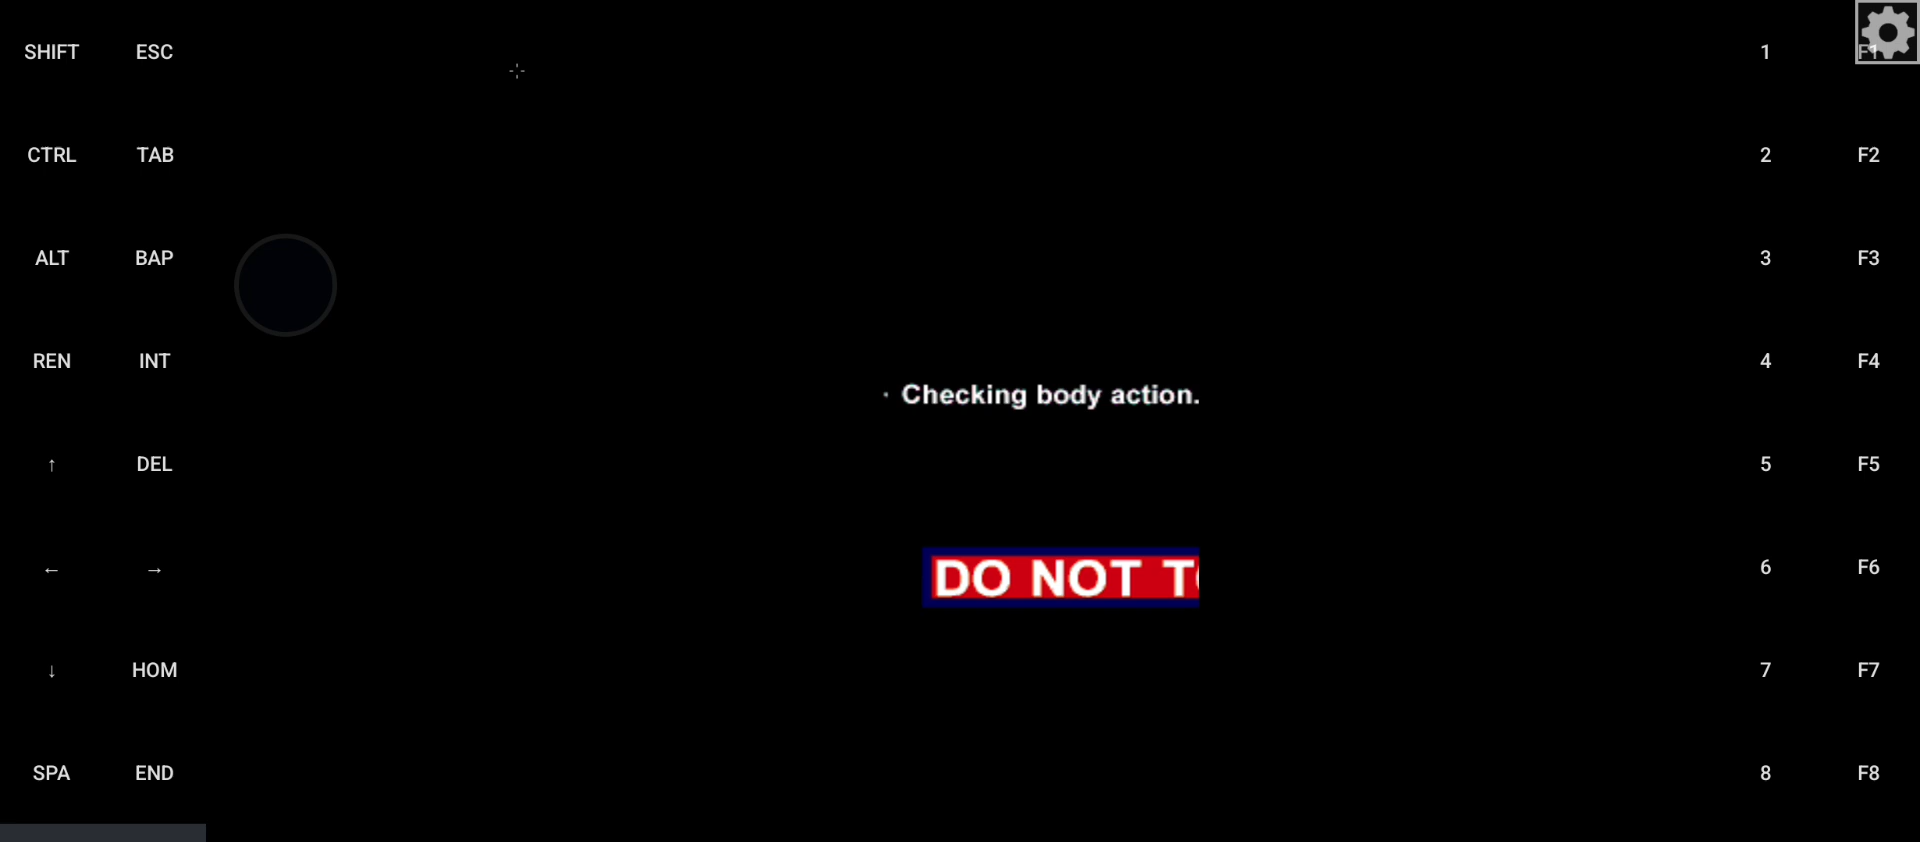 SHIFT ESC 1 F1
CTRL TAB 2 F2
ALT BAP 3 F3
REN INT 4 F4
· Checking body action.
↑ DEL 5 F5
← → 6 F6
DO NOT
↓ HOM 7 F7
SPA END 8 F8